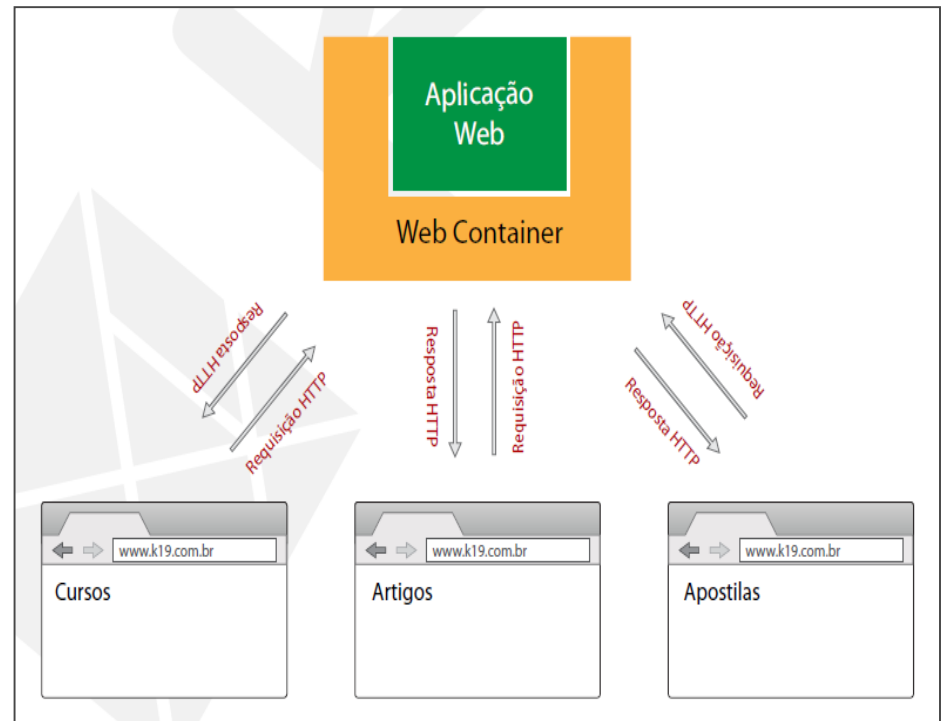 Aplicação
Web
Web Container
Resposta HTTP
Requisição HTTP
Resposta HTTP
Requisição HTTP
Resposta HTTP
Requisição HTTP
www.k19.com.br
Cursos
www.k19.com.br
Artigos
www.k19.com.br
Apostilas